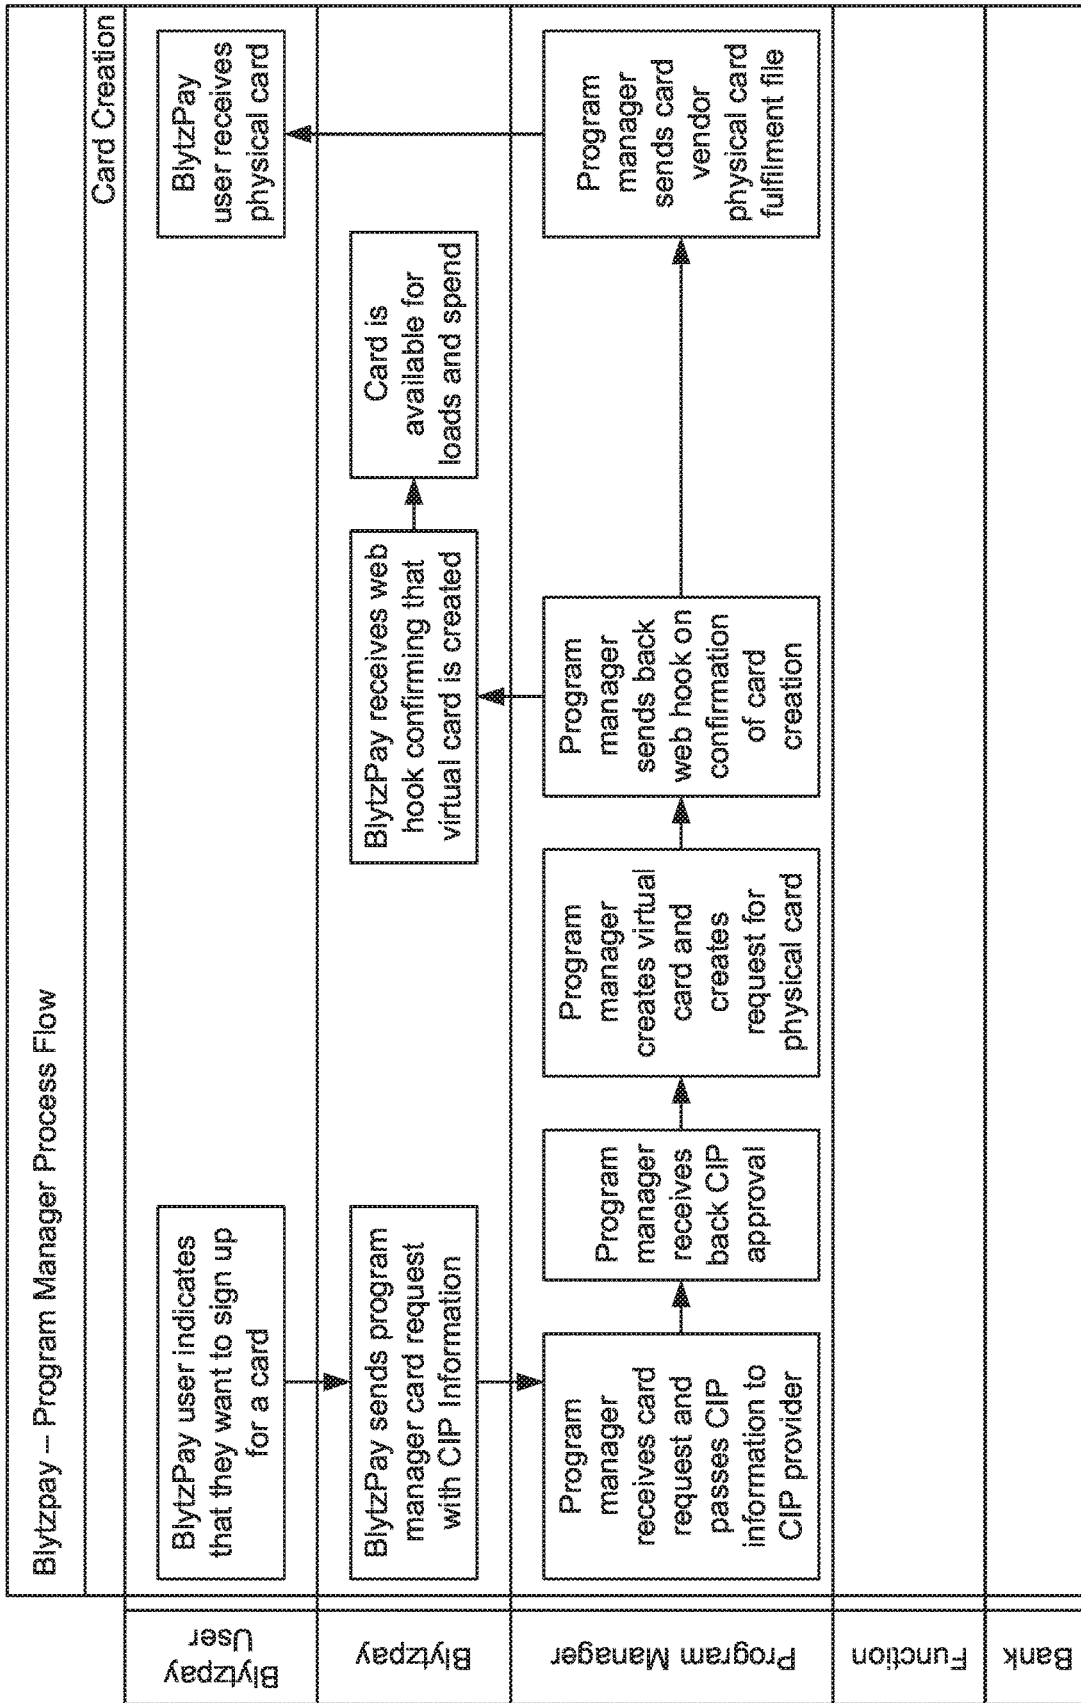 Blytzpay – Program Manager Process Flow
Card Creation
Blytzpay
User
BlytzPay user indicates
that they want to sign up
for a card
BlytzPay
user receives
physical card
Blytzpay
BlytzPay sends program
manager card request
with CIP Information
BlytzPay receives web
hook confirming that
virtual card is created
Card is
available for
loads and spend
Program Manager
Program
manager
receives card
request and
passes CIP
information to
CIP provider
Program
manager
receives
back CIP
approval
Program
manager
creates virtual
card and
creates
request for
physical card
Program
manager
sends back
web hook on
confirmation
of card
creation
Program
manager
sends card
vendor
physical card
fulfilment file
Function
Bank